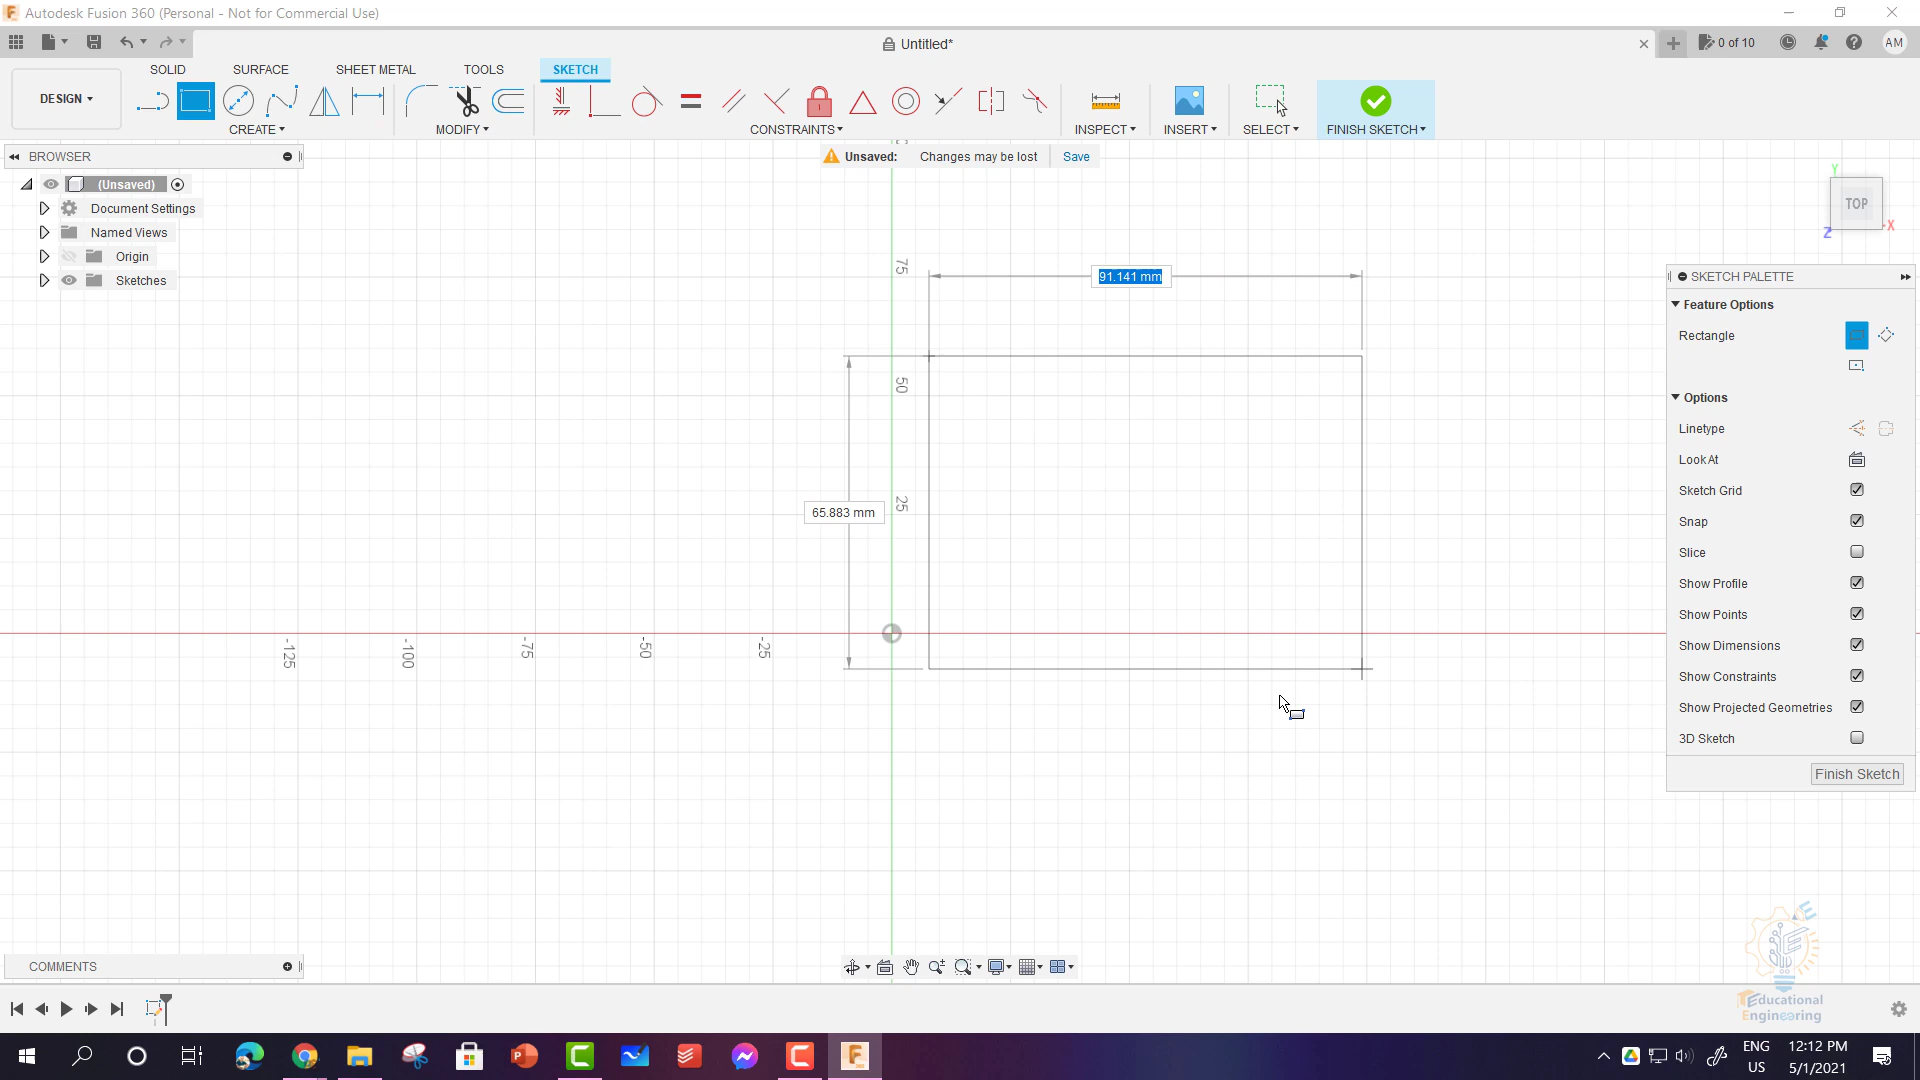 Autodesk Fusion 360 (Personal - Not for Commercial Use)
Untitled*
0 of 10
AM
SOLID
SURFACE
SHEET METAL
TOOLS
SKETCH
DESIGN
CREATE
MODIFY
CONSTRAINTS
INSPECT
INSERT
SELECT
FINISH SKETCH
BROWSER
Unsaved: Changes may be lost
Save
(Unsaved)
Document Settings
Named Views
Origin
Sketches
Y
TOP
X
Z
75
50
25
91.141 mm
65.883 mm
-125
-100
-75
-50
-25
SKETCH PALETTE
Feature Options
Rectangle
Options
Linetype
Look At
Sketch Grid
Snap
Slice
Show Profile
Show Points
Show Dimensions
Show Constraints
Show Projected Geometries
3D Sketch
Finish Sketch
COMMENTS
Educational
Engineering
ENG
US
12:12 PM
5/1/2021